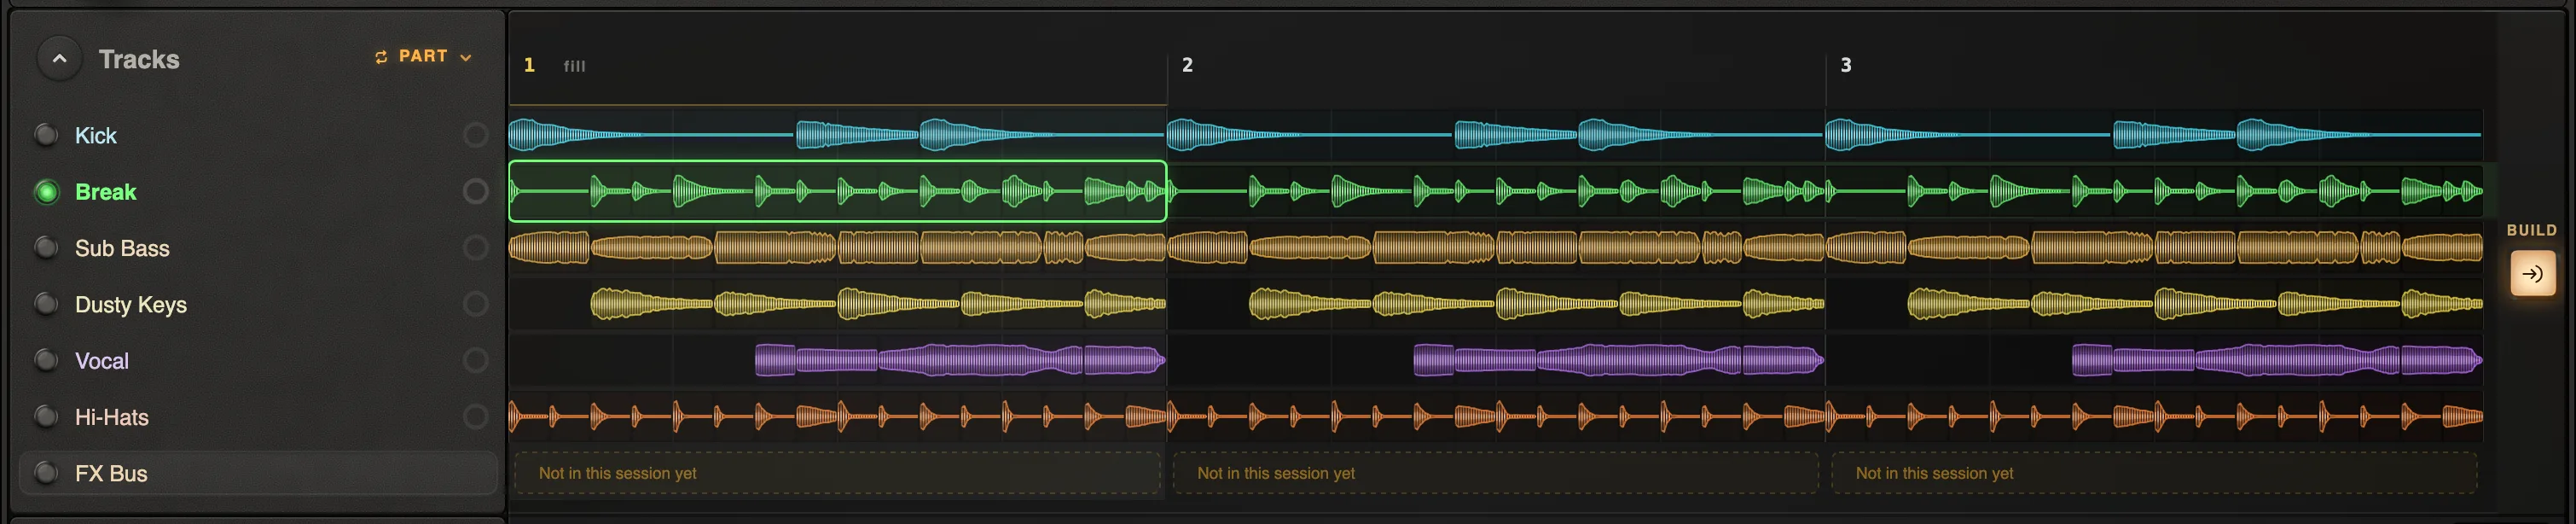 Tracks
PART
1 fill
2
3
Kick
Break
Sub Bass
BUILD
Dusty Keys
Vocal
Hi-Hats
FX Bus
Not in this session yet
Not in this session yet
Not in this session yet